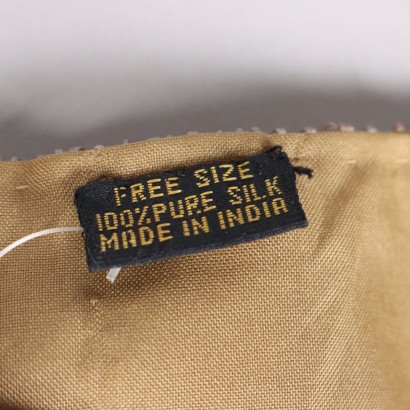 FREE SIZE
100% PURE SILK
MADE IN INDIA